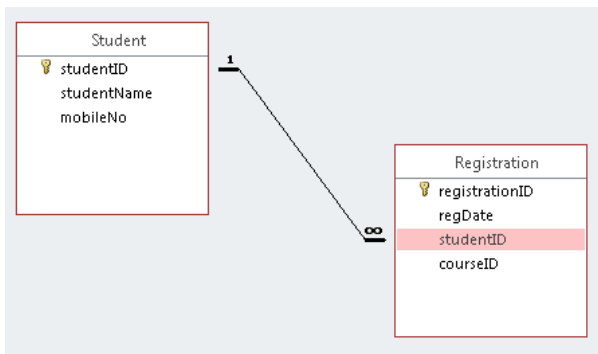 Student
studentID
studentName
mobileNo
1
∞
Registration
registrationID
regDate
studentID
courseID